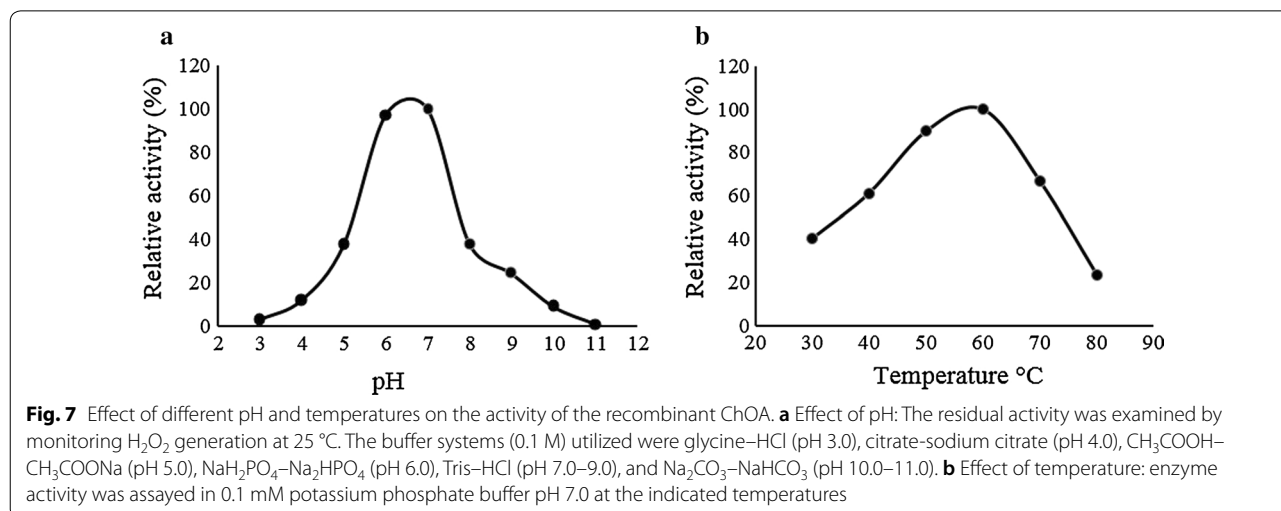 a
b
Relative activity (%)
120
100
80
60
40
20
0
2 3 4 5 6 7 8 9 10 11 12
pH
Relative activity (%)
120
100
80
60
40
20
0
20 30 40 50 60 70 80 90
Temperature °C
Fig. 7 Effect of different pH and temperatures on the activity of the recombinant ChOA. a Effect of pH: The residual activity was examined by
monitoring H₂O₂ generation at 25 °C. The buffer systems (0.1 M) utilized were glycine–HCl (pH 3.0), citrate-sodium citrate (pH 4.0), CH₃COOH–
CH₃COONa (pH 5.0), NaH₂PO₄–Na₂HPO₄ (pH 6.0), Tris–HCl (pH 7.0–9.0), and Na₂CO₃–NaHCO₃ (pH 10.0–11.0). b Effect of temperature: enzyme
activity was assayed in 0.1 mM potassium phosphate buffer pH 7.0 at the indicated temperatures